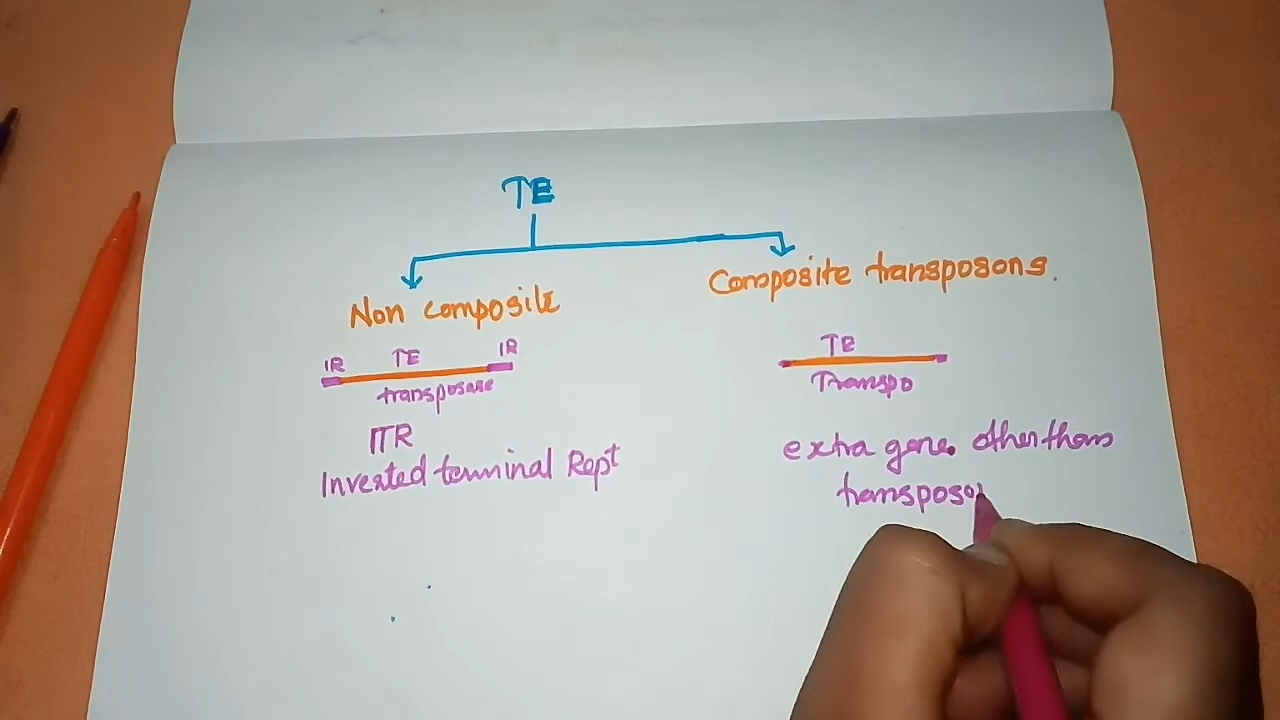 TE
Non composite
Composite transposons.
IR TE IR
transposase
ITR
Inverted terminal Rept
TE
Transpo
extra gene other than
transposo